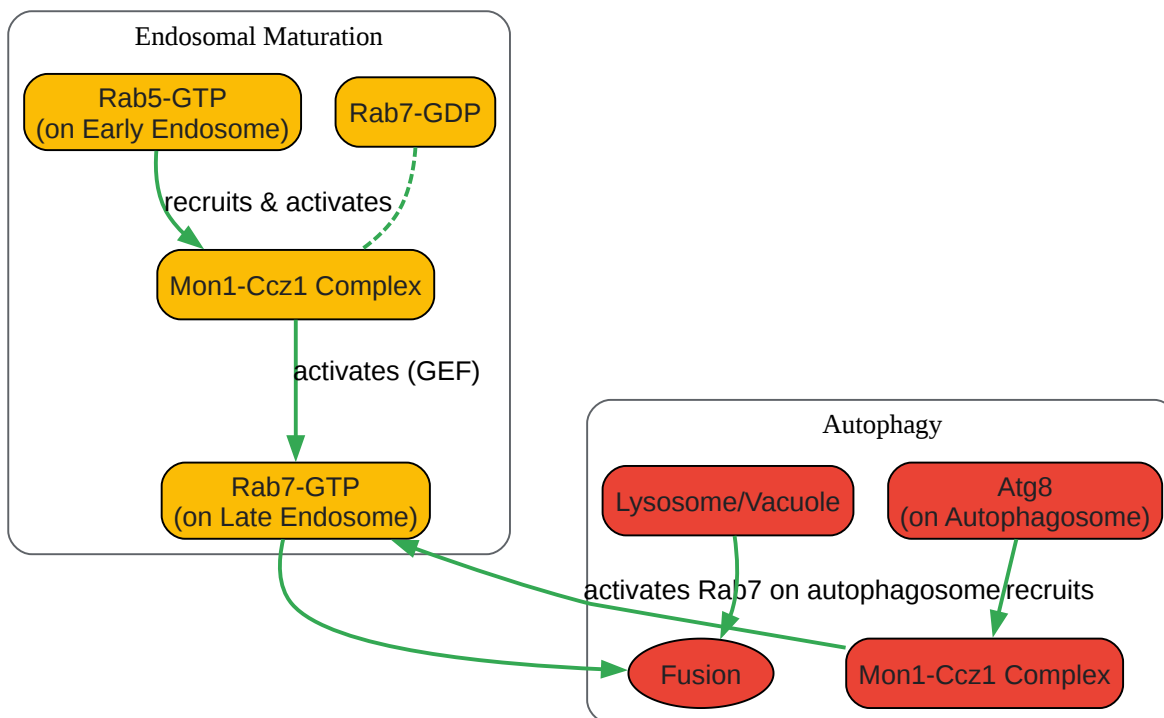 Endosomal Maturation
Rab5-GTP
(on Early Endosome)
Rab7-GDP
recruits & activates
Mon1-Ccz1 Complex
activates (GEF)
Rab7-GTP
(on Late Endosome)
Autophagy
Lysosome/Vacuole
Atg8
(on Autophagosome)
activates Rab7 on autophagosome
recruits
Fusion
Mon1-Ccz1 Complex